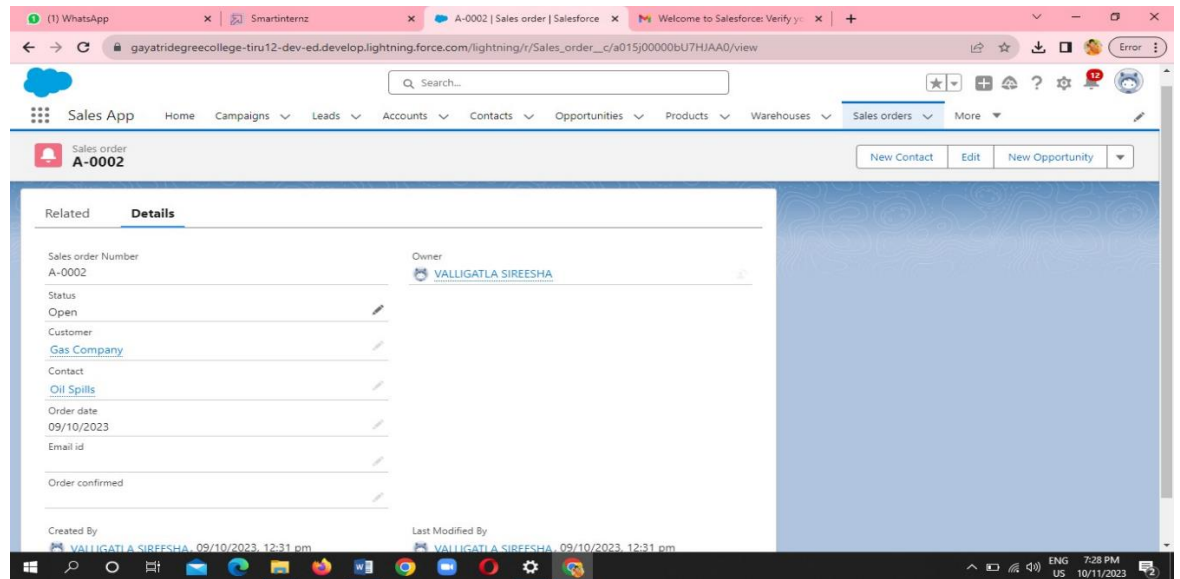 (1) WhatsApp
Smartinternz
A-0002 | Sales order | Salesforce
Welcome to Salesforce: Verify yo
gayatridegreecollege-tiru12-dev-ed.develop.lightning.force.com/lightning/r/Sales_order__c/a015j00000bU7HJAA0/view
Error
Search...
12
Sales App
Home
Campaigns
Leads
Accounts
Contacts
Opportunities
Products
Warehouses
Sales orders
More
Sales order
A-0002
New Contact
Edit
New Opportunity
Related
Details
Sales order Number
A-0002
Owner
VALLIGATLA SIREESHA
Status
Open
Customer
Gas Company
Contact
Oil Spills
Order date
09/10/2023
Email id
Order confirmed
Created By
VALLIGATLA SIREESHA, 09/10/2023, 12:31 pm
Last Modified By
VALLIGATLA SIREESHA, 09/10/2023, 12:31 pm
ENG
US
7:28 PM
10/11/2023
2